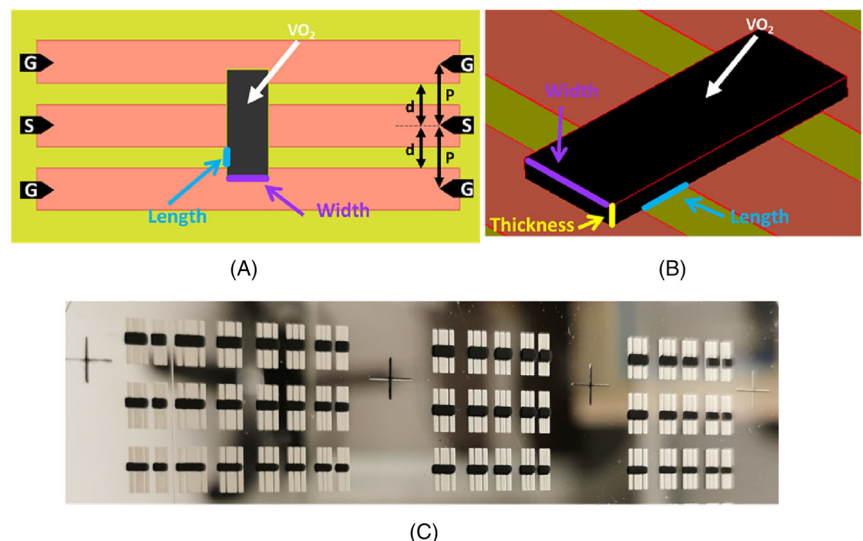 VO₂
G
G
P
d
S
S
d
P
G
G
Length
Width
(A)
VO₂
Width
Thickness
Length
(B)
(C)